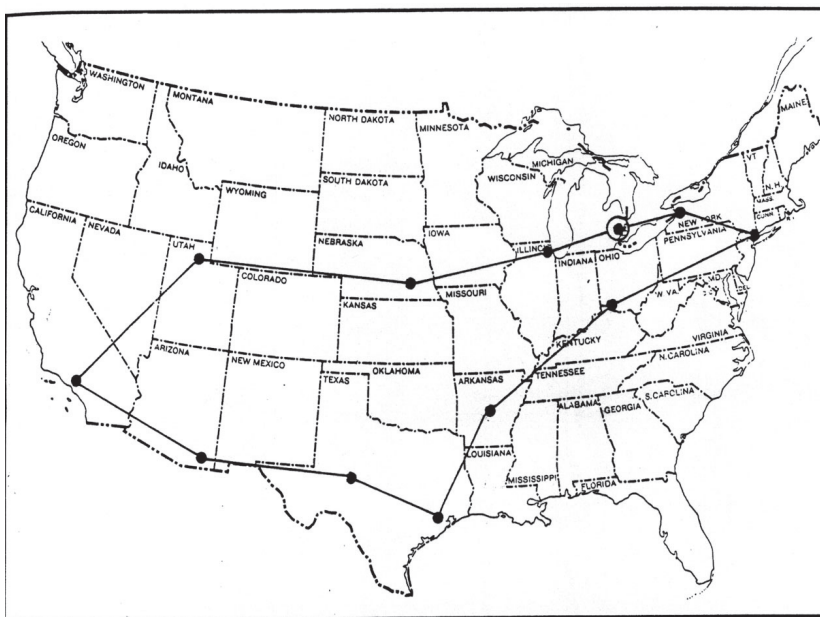 WASHINGTON
MONTANA
NORTH DAKOTA
MINNESOTA
MAINE
OREGON
IDAHO
WYOMING
SOUTH DAKOTA
WISCONSIN
MICHIGAN
VT.
N.H.
MASS
CONN
NEW YORK
CALIFORNIA
NEVADA
UTAH
NEBRASKA
IOWA
ILLINOIS
INDIANA
OHIO
PENNSYLVANIA
COLORADO
KANSAS
MISSOURI
W VA.
MD.
DEL
KENTUCKY
VIRGINIA
ARIZONA
NEW MEXICO
TEXAS
OKLAHOMA
ARKANSAS
TENNESSEE
N.CAROLINA
S.CAROLINA
ALABAMA
GEORGIA
LOUISIANA
MISSISSIPPI
FLORIDA